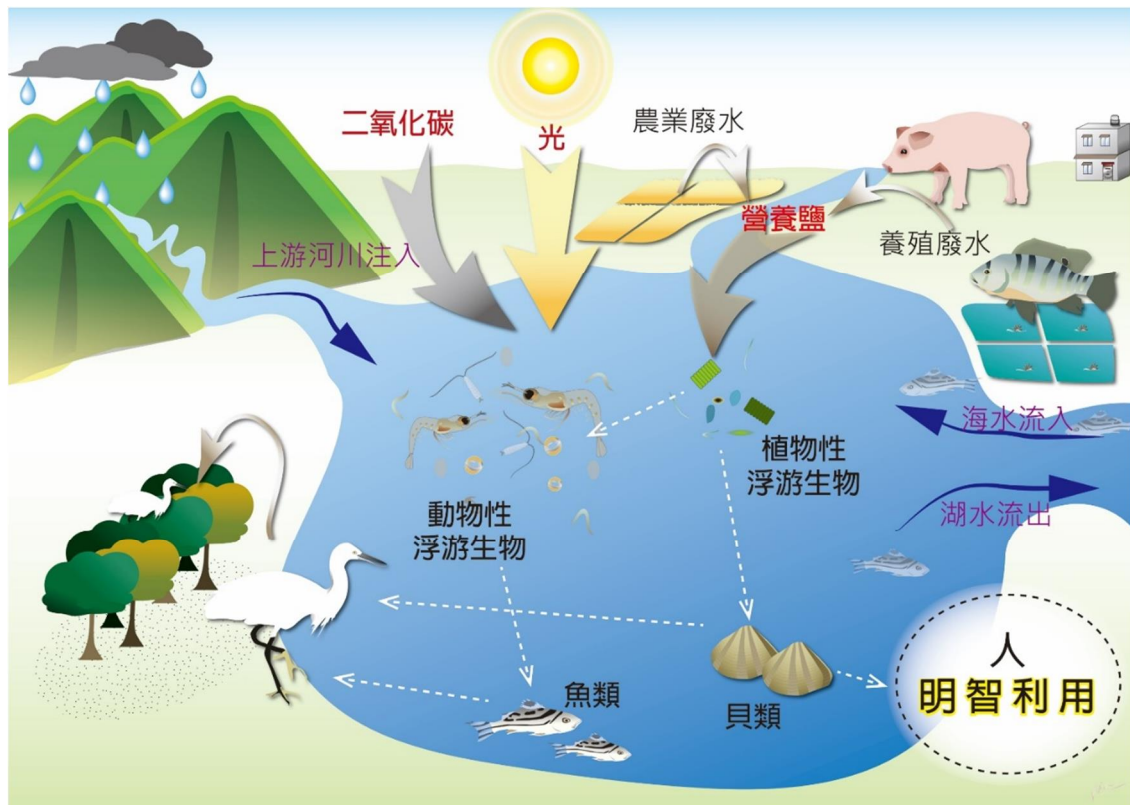 二氧化碳
光
農業廢水
營養鹽
養殖廢水
上游河川注入
海水流入
植物性
浮游生物
動物性
浮游生物
湖水流出
魚類
貝類
人
明智利用